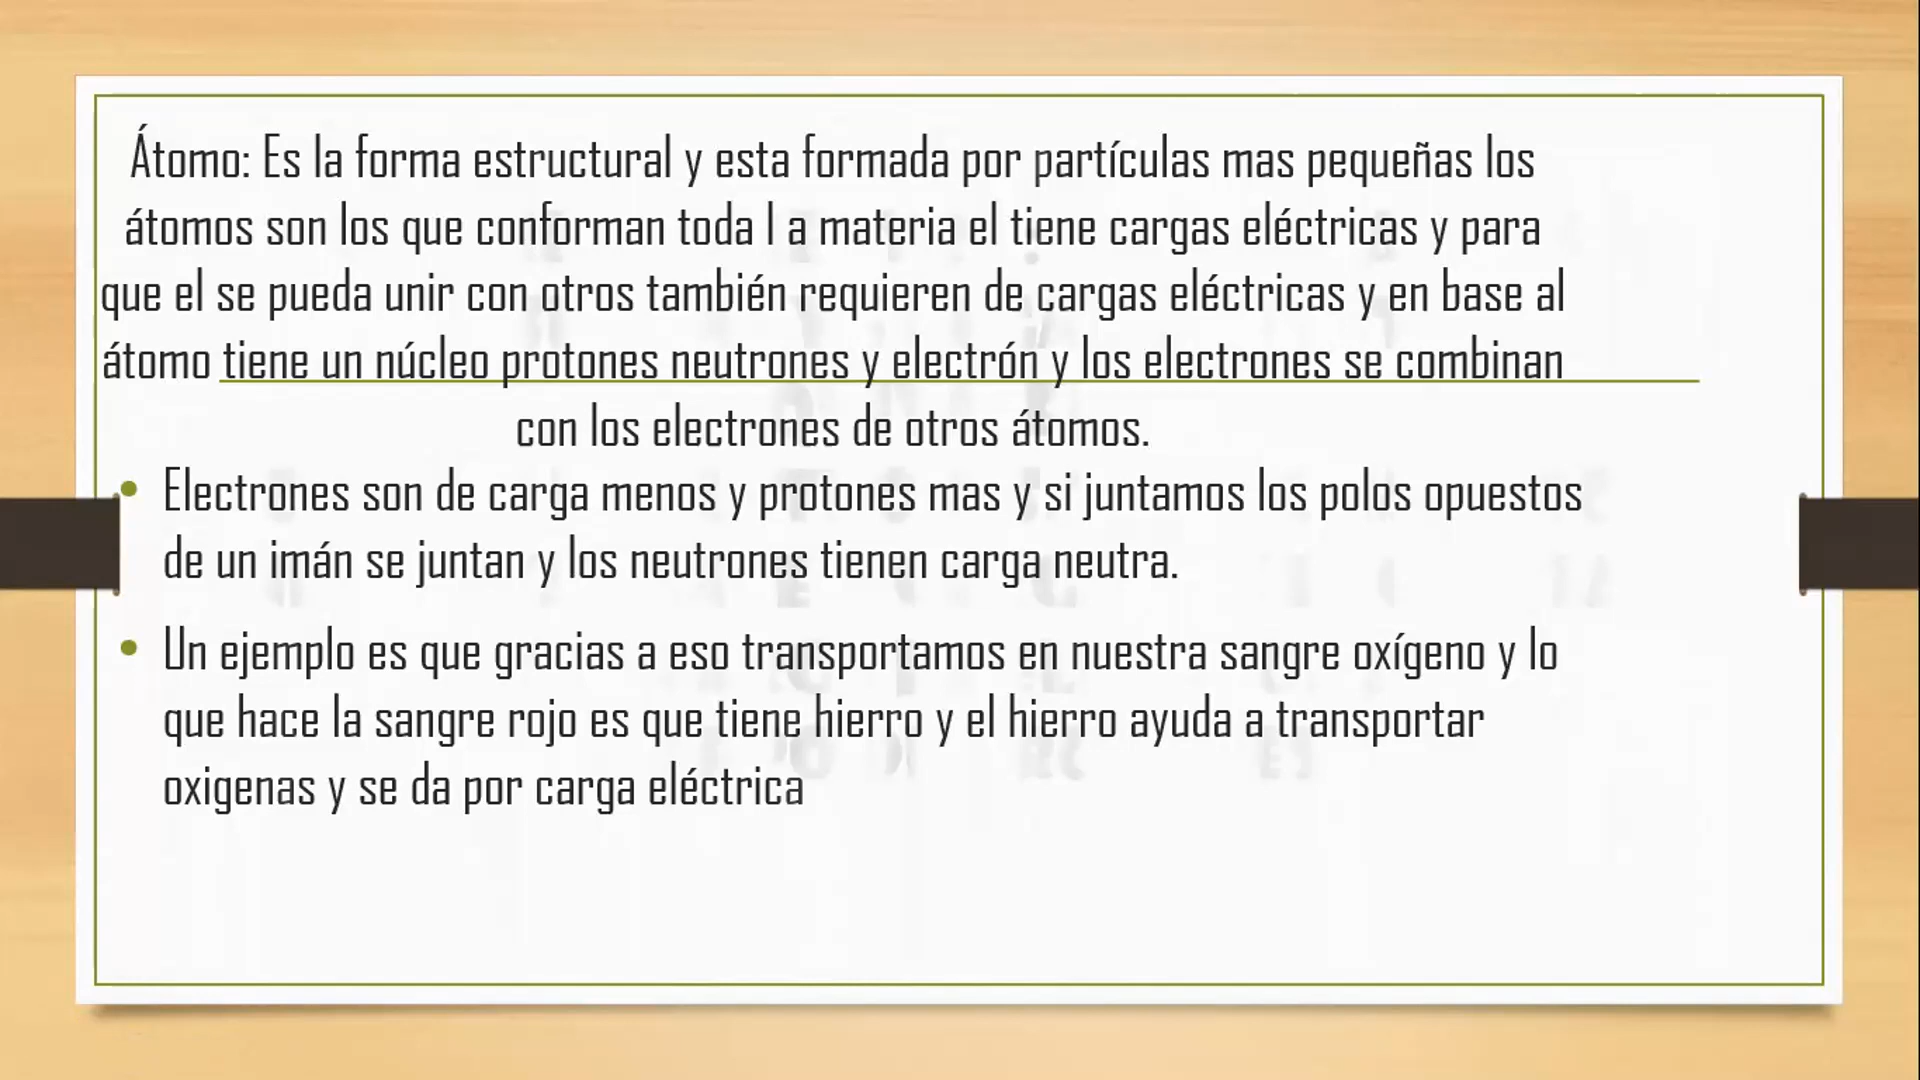 Átomo: Es la forma estructural y esta formada por partículas mas pequeñas los
átomos son los que conforman toda l a materia el tiene cargas eléctricas y para
que el se pueda unir con otros también requieren de cargas eléctricas y en base al
átomo tiene un núcleo protones neutrones y electrón y los electrones se combinan
con los electrones de otros átomos.
• Electrones son de carga menos y protones mas y si juntamos los polos opuestos
de un imán se juntan y los neutrones tienen carga neutra.
• Un ejemplo es que gracias a eso transportamos en nuestra sangre oxígeno y lo
que hace la sangre rojo es que tiene hierro y el hierro ayuda a transportar
oxigenas y se da por carga eléctrica